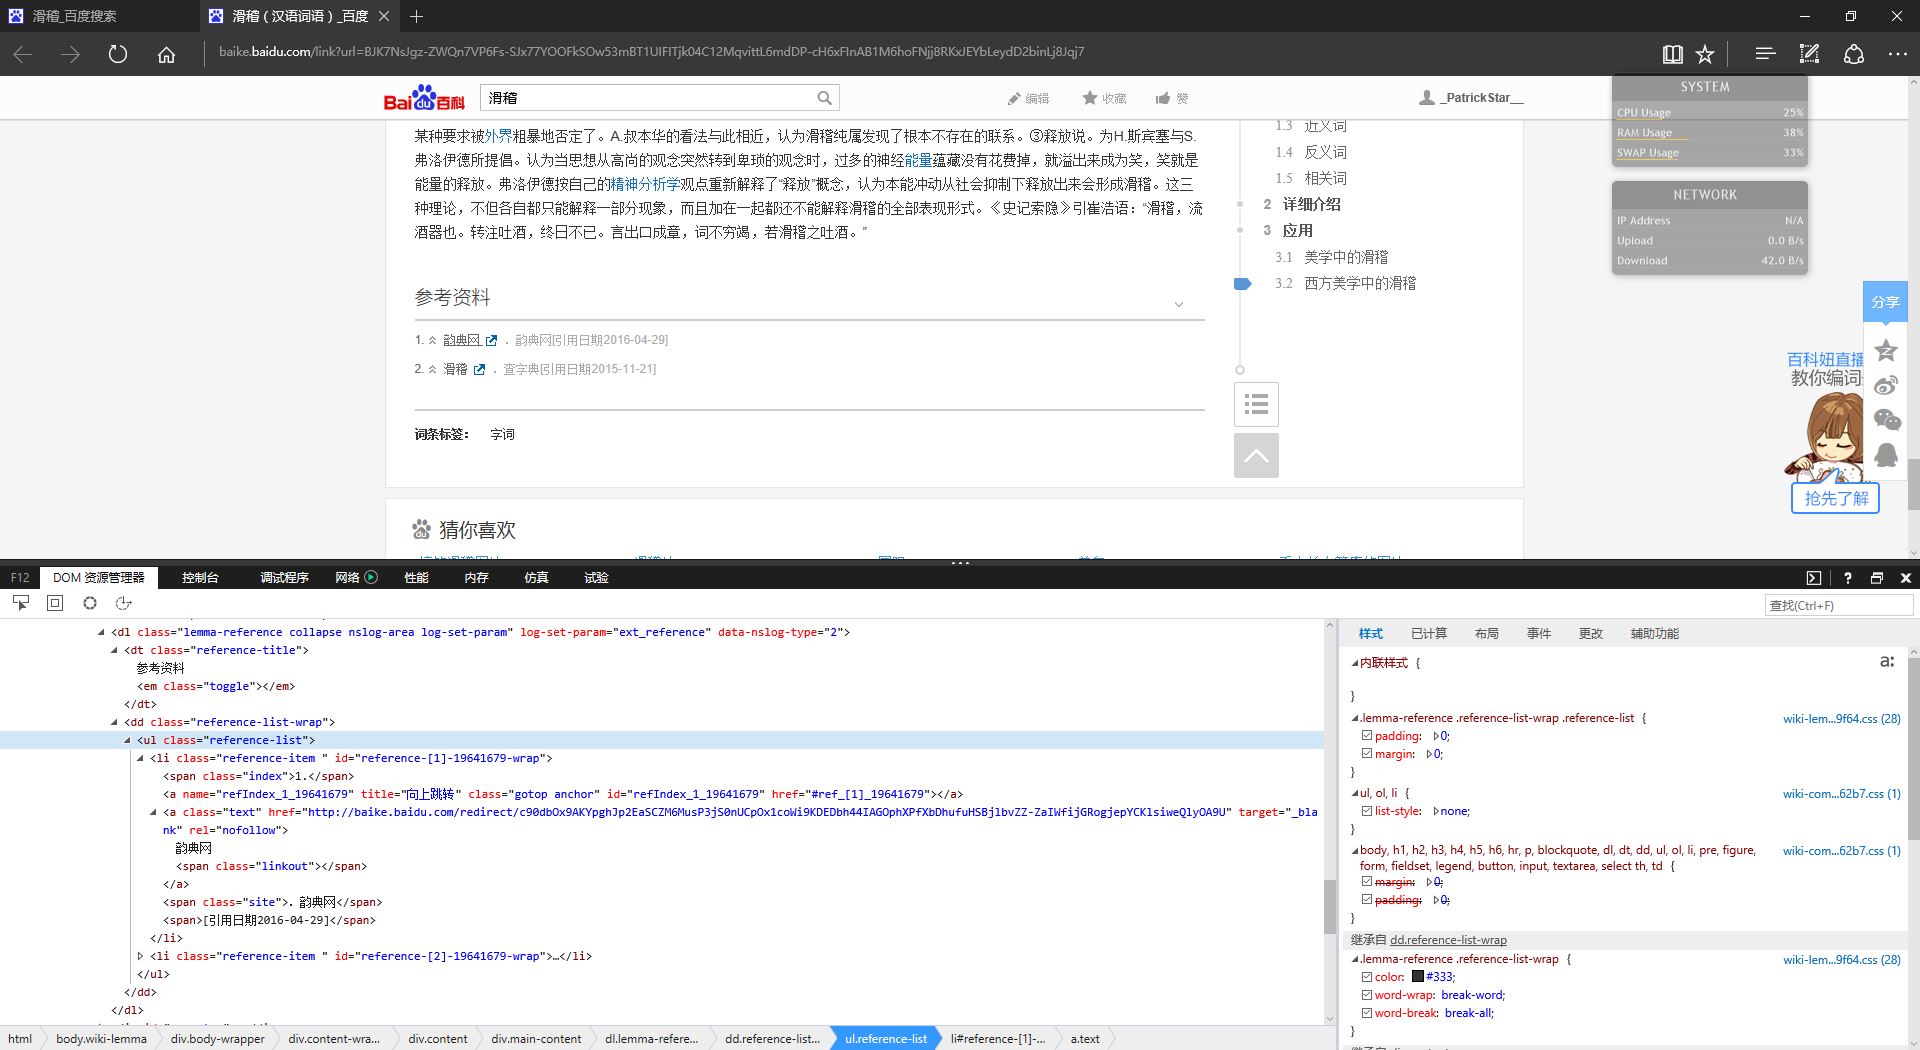 滑稽_百度搜索
滑稽（汉语词语）_百度
baike.baidu.com/link?url=BJK7NsJgz-ZWQn7VP6Fs-SJx77YOOFkSOw53mBT1UIFITjk04C12MqvittL6mdDP-cH6xFInAB1M6hoFNjj8RKxJEYbLeydD2binLj8Jqj7
Bai du 百科
滑稽
编辑
收藏
赞
_PatrickStar__
某种要求被外界粗暴地否定了。A.叔本华的看法与此相近，认为滑稽纯属发现了根本不存在的联系。③释放说。为H.斯宾塞与S.
弗洛伊德所提倡。认为当思想从高尚的观念突然转到卑琐的观念时，过多的神经能量蕴藏没有花费掉，就溢出来成为笑，笑就是
能量的释放。弗洛伊德按自己的精神分析学观点重新解释了“释放”概念，认为本能冲动从社会抑制下释放出来会形成滑稽。这三
种理论，不但各自都只能解释一部分现象，而且加在一起都还不能解释滑稽的全部表现形式。《史记索隐》引崔浩语：“滑稽，流
酒器也。转注吐酒，终日不已。言出口成章，词不穷竭，若滑稽之吐酒。”
参考资料
1. 韵典网 ．韵典网[引用日期2016-04-29]
2. 滑稽 ．查字典[引用日期2015-11-21]
词条标签： 字词
猜你喜欢
1.3 近义词
1.4 反义词
1.5 相关词
2 详细介绍
3 应用
3.1 美学中的滑稽
3.2 西方美学中的滑稽
SYSTEM
CPU Usage 25%
RAM Usage 38%
SWAP Usage 33%
NETWORK
IP Address N/A
Upload 0.0 B/s
Download 42.0 B/s
分享
百科妞直播
教你编词
抢先了解
F12 DOM 资源管理器 控制台 调试程序 网络 性能 内存 仿真 试验
查找(Ctrl+F)
<dl class="lemma-reference collapse nslog-area log-set-param" log-set-param="ext_reference" data-nslog-type="2">
<dt class="reference-title">
参考资料
<em class="toggle"></em>
</dt>
<dd class="reference-list-wrap">
<ul class="reference-list">
<li class="reference-item " id="reference-[1]-19641679-wrap">
<span class="index">1.</span>
<a name="refIndex_1_19641679" title="向上跳转" class="gotop anchor" id="refIndex_1_19641679" href="#ref_[1]_19641679"></a>
<a class="text" href="http://baike.baidu.com/redirect/c90dbOx9AKYpghJp2EaSCZM6MusP3jS0nUCpOx1coWi9KDEDbh44IAGOphXPfXbDhufuHSBjlbvZZ-ZaIWfijGRogjepYCKlsiweQlyOA9U" target="_bla
nk" rel="nofollow">
韵典网
<span class="linkout"></span>
</a>
<span class="site">．韵典网</span>
<span>[引用日期2016-04-29]</span>
</li>
<li class="reference-item " id="reference-[2]-19641679-wrap">…</li>
</ul>
</dd>
</dl>
样式 已计算 布局 事件 更改 辅助功能
内联样式 {
a:
}
.lemma-reference .reference-list-wrap .reference-list { wiki-lem...9f64.css (28)
padding: 0;
margin: 0;
}
ul, ol, li { wiki-com...62b7.css (1)
list-style: none;
}
body, h1, h2, h3, h4, h5, h6, hr, p, blockquote, dl, dt, dd, ul, ol, li, pre, figure, wiki-com...62b7.css (1)
form, fieldset, legend, button, input, textarea, select th, td {
margin: 0;
padding: 0;
}
继承自 dd.reference-list-wrap
.lemma-reference .reference-list-wrap { wiki-lem...9f64.css (28)
color: #333;
word-wrap: break-word;
word-break: break-all;
}
html body.wiki-lemma div.body-wrapper div.content-wra... div.content div.main-content dl.lemma-refere... dd.reference-list... ul.reference-list li#reference-[1]-... a.text